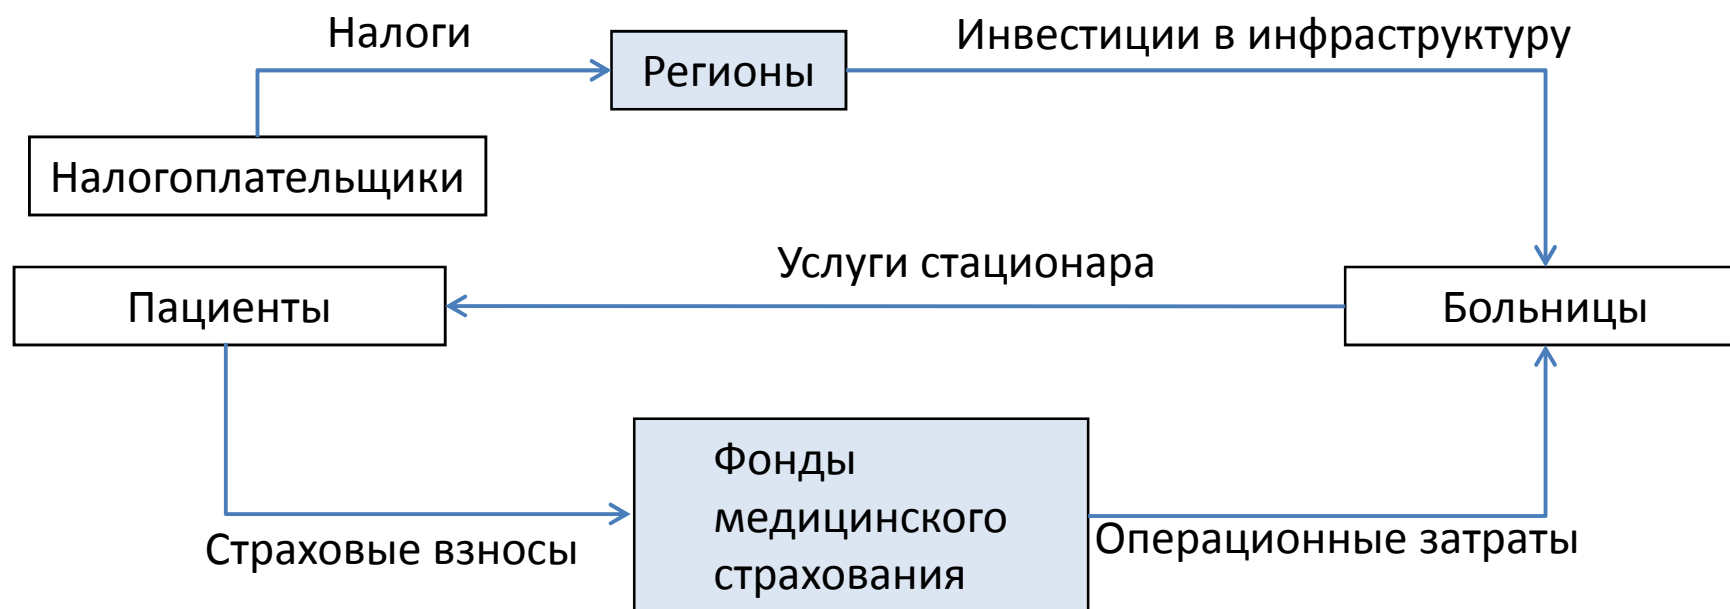 Налоги
Инвестиции в инфраструктуру
Регионы
Налогоплательщики
Услуги стационара
Пациенты
Больницы
Фонды
медицинского
страхования
Страховые взносы
Операционные затраты